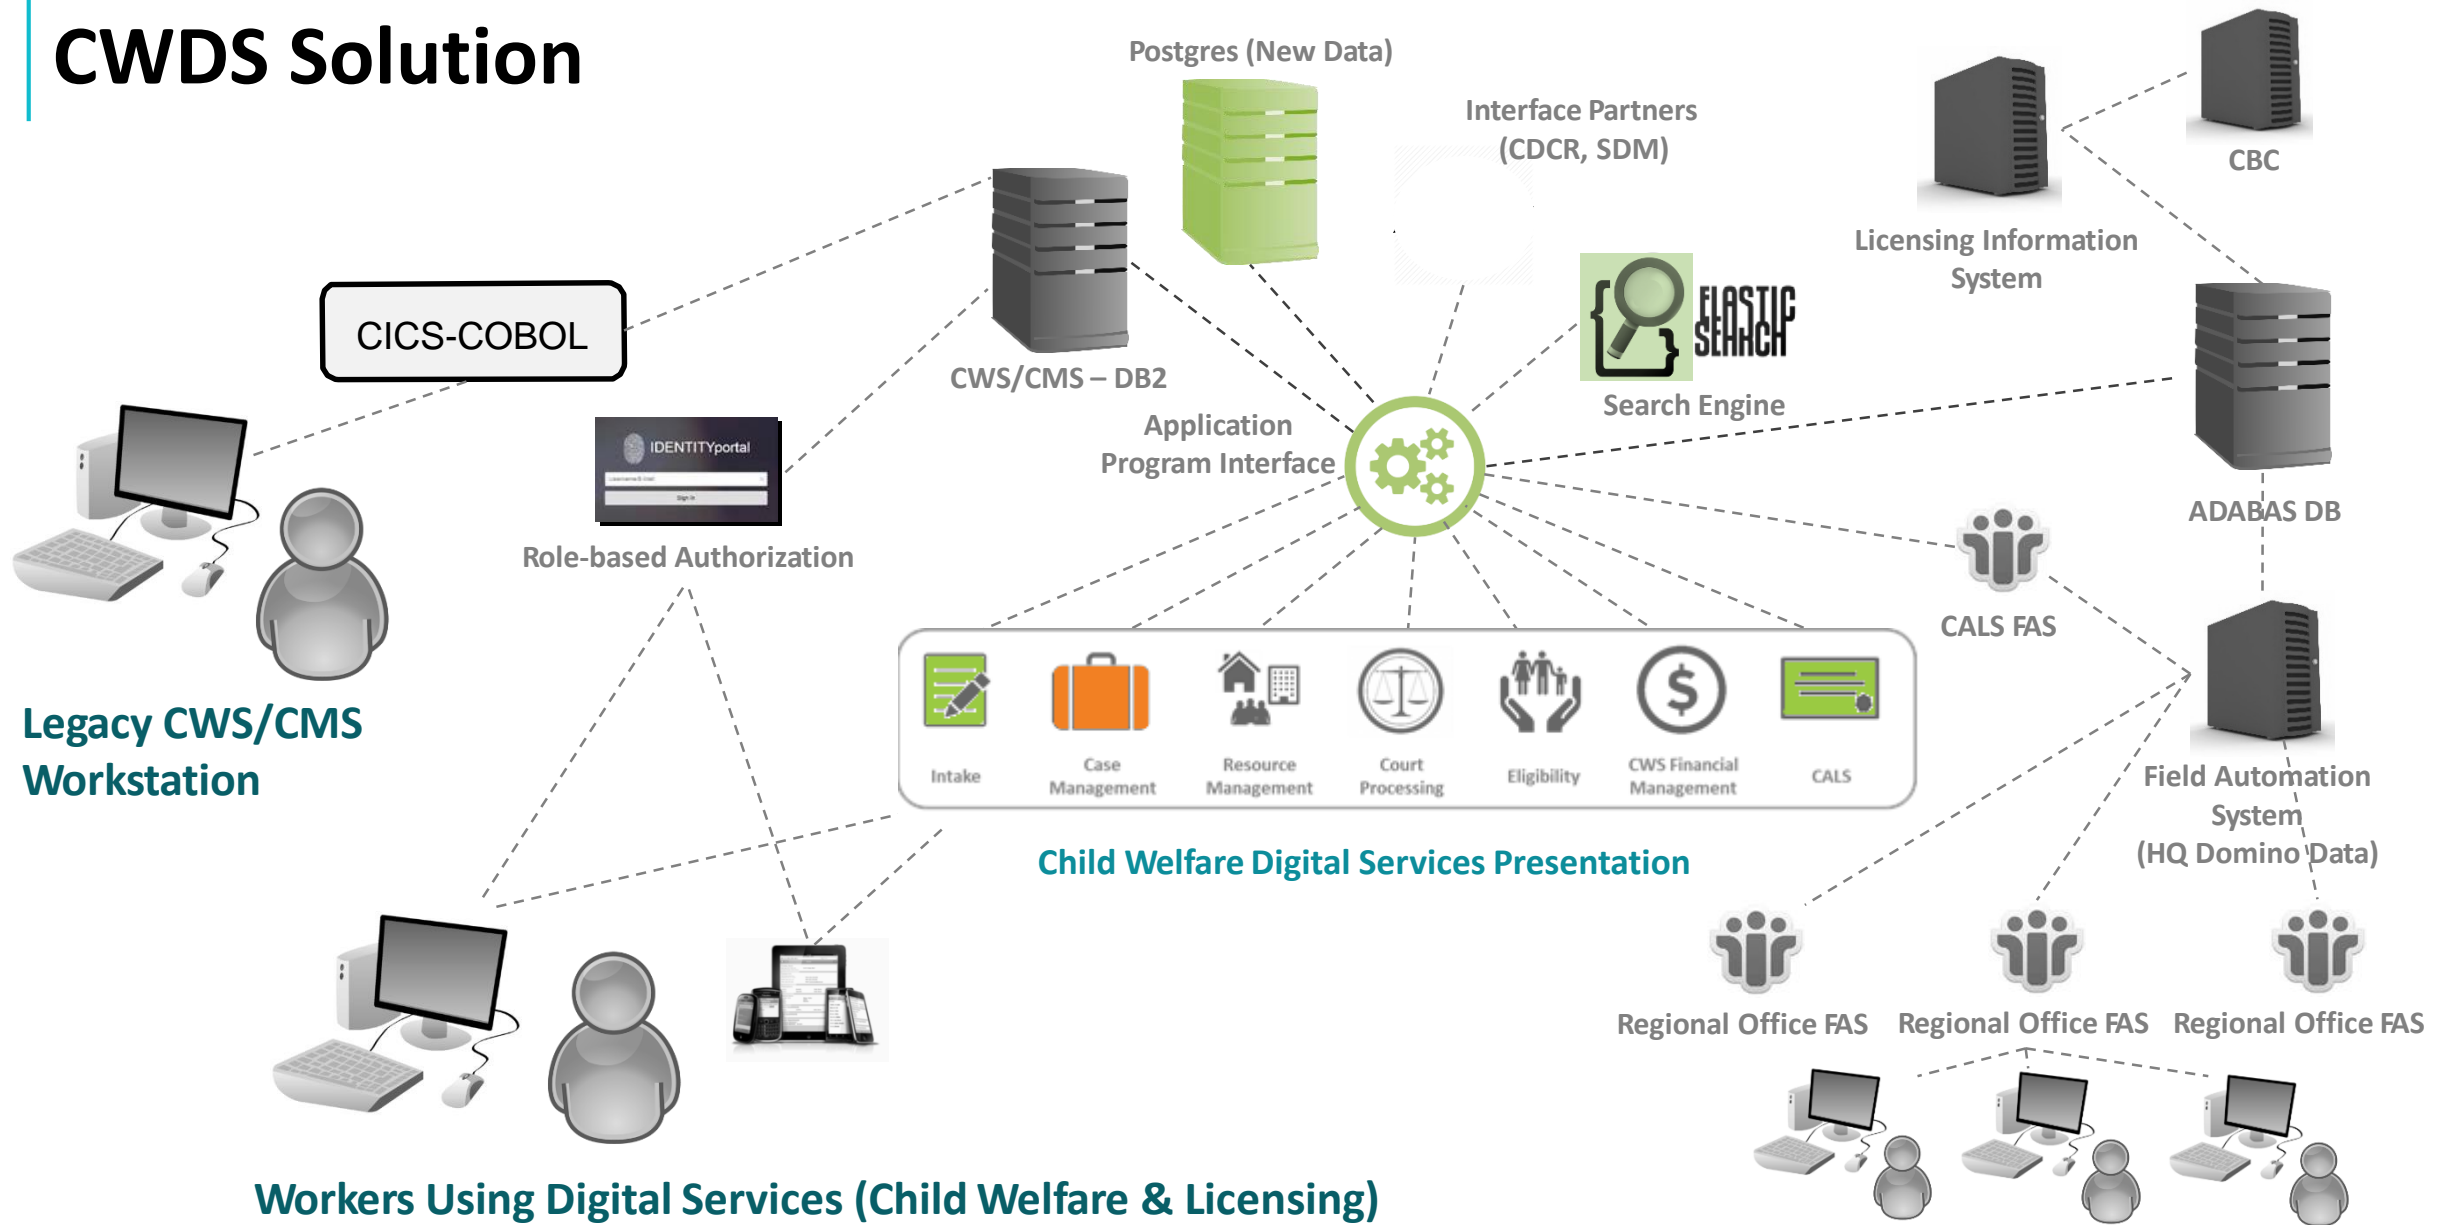 CWDS Solution
Postgres (New Data)
Interface Partners
(CDCR, SDM)
CBC
Licensing Information
System
CICS-COBOL
ELASTIC
SEARCH
CWS/CMS – DB2
Search Engine
Application
Program Interface
IDENTITYportal
Sign in
Role-based Authorization
ADABAS DB
CALS FAS
Legacy CWS/CMS
Workstation
Intake
Case
Management
Resource
Management
Court
Processing
Eligibility
CWS Financial
Management
CALS
Child Welfare Digital Services Presentation
Field Automation
System
(HQ Domino Data)
Regional Office FAS
Regional Office FAS
Regional Office FAS
Workers Using Digital Services (Child Welfare & Licensing)